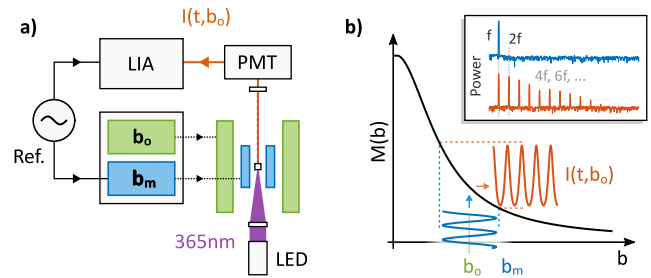 a)
I(t,bₒ)
LIA
PMT
bₒ
Ref.
bₘ
365nm
LED
b)
f
2f
4f, 6f, ...
Power
M(b)
I(t,bₒ)
b
bₒ
bₘ